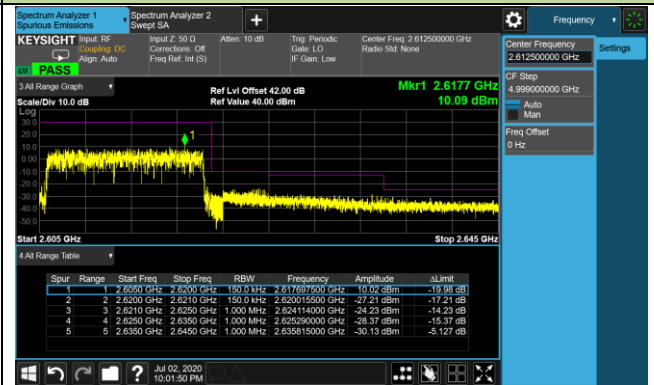 Spectrum Analyzer 1
Spurious Emissions
Spectrum Analyzer 2
Swept SA
Frequency
KEYSIGHT
Input: RF
Coupling: DC
Align: Auto
Input Z: 50 Ω
Corrections: Off
Freq Ref: Int (S)
Atten: 10 dB
Trig: Periodic
Gate: LO
IF Gain: Low
Center Freq: 2.612500000 GHz
Radio Std: None
PASS
Center Frequency
2.612500000 GHz
Settings
CF Step
4.999000000 GHz
Auto
Man
Freq Offset
0 Hz
3 All Range Graph
Scale/Div 10.0 dB
Ref Lvl Offset 42.00 dB
Ref Value 40.00 dBm
Mkr1 2.6177 GHz
10.09 dBm
Log
30.0
20.0
10.0
0.00
-10.0
-20.0
-30.0
-40.0
-50.0
1
Start 2.605 GHz
Stop 2.645 GHz
4 All Range Table
Spur Range Start Freq Stop Freq RBW Frequency Amplitude ΔLimit
1 1 2.6050 GHz 2.6200 GHz 150.0 kHz 2.617697500 GHz 10.02 dBm -19.98 dB
2 2 2.6200 GHz 2.6210 GHz 150.0 kHz 2.620015500 GHz -27.21 dBm -17.21 dB
3 3 2.6210 GHz 2.6250 GHz 1.000 MHz 2.624114000 GHz -24.23 dBm -14.23 dB
4 4 2.6250 GHz 2.6350 GHz 1.000 MHz 2.625290000 GHz -28.37 dBm -15.37 dB
5 5 2.6350 GHz 2.6450 GHz 1.000 MHz 2.635815000 GHz -30.13 dBm -5.127 dB
Jul 02, 2020
10:01:50 PM